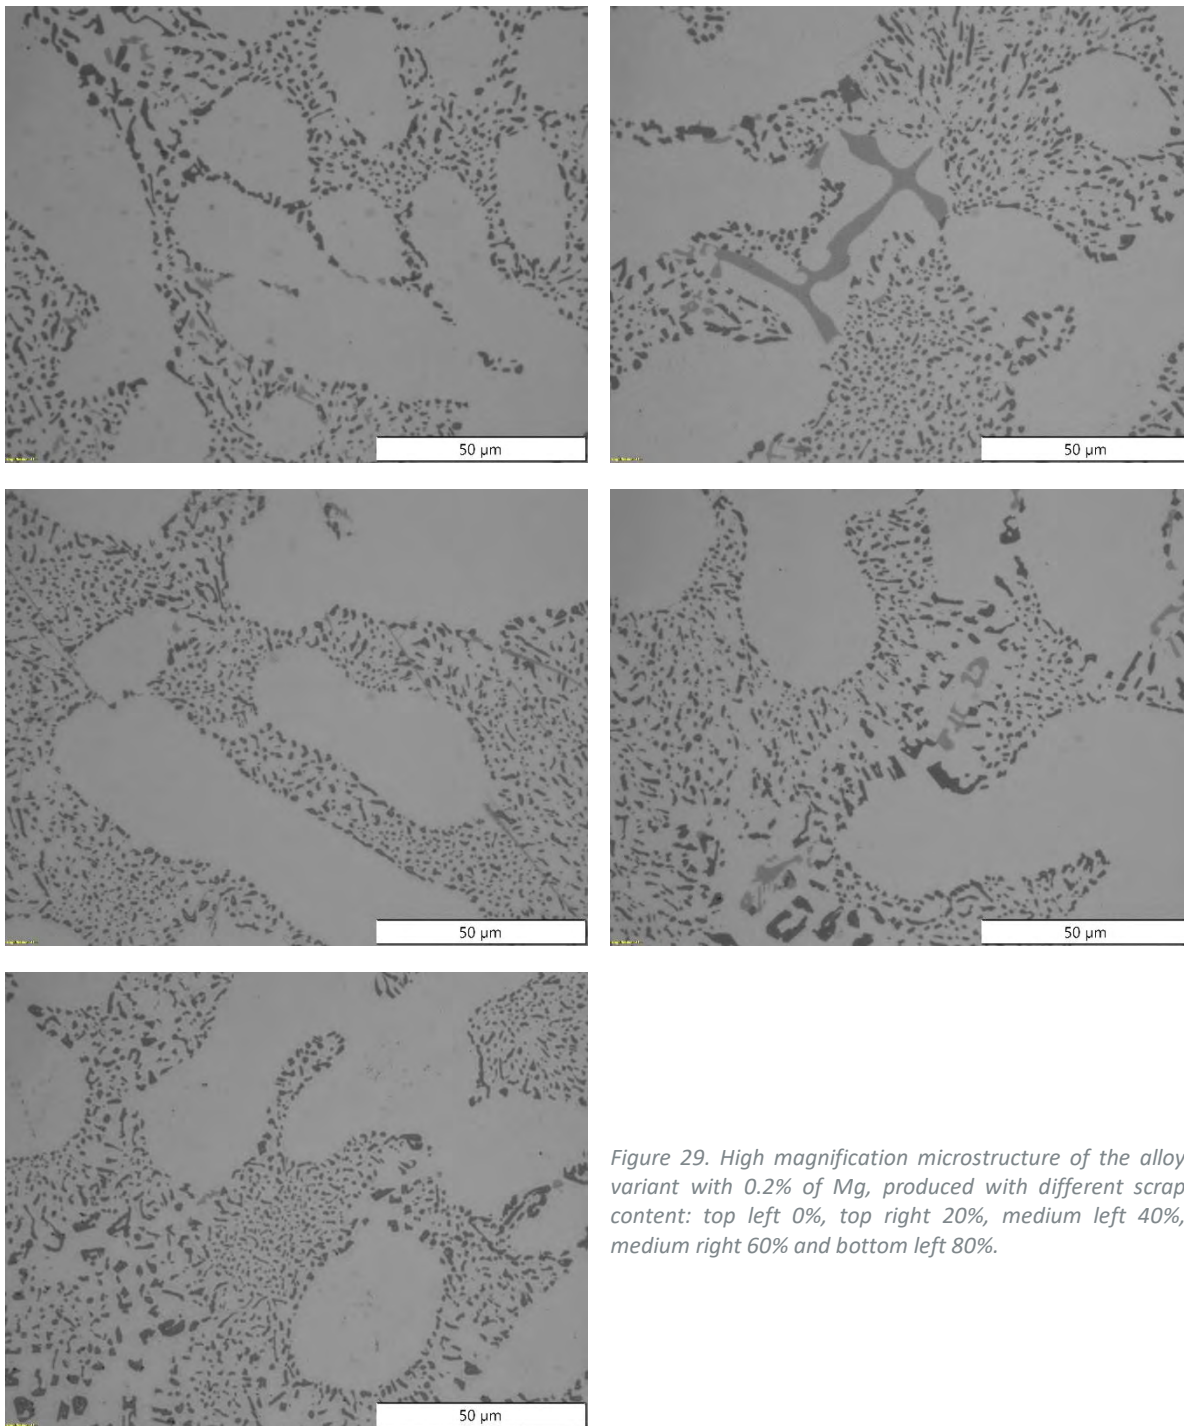 50 µm
50 µm
50 µm
50 µm
50 µm
Figure 29. High magnification microstructure of the alloy
variant with 0.2% of Mg, produced with different scrap
content: top left 0%, top right 20%, medium left 40%,
medium right 60% and bottom left 80%.